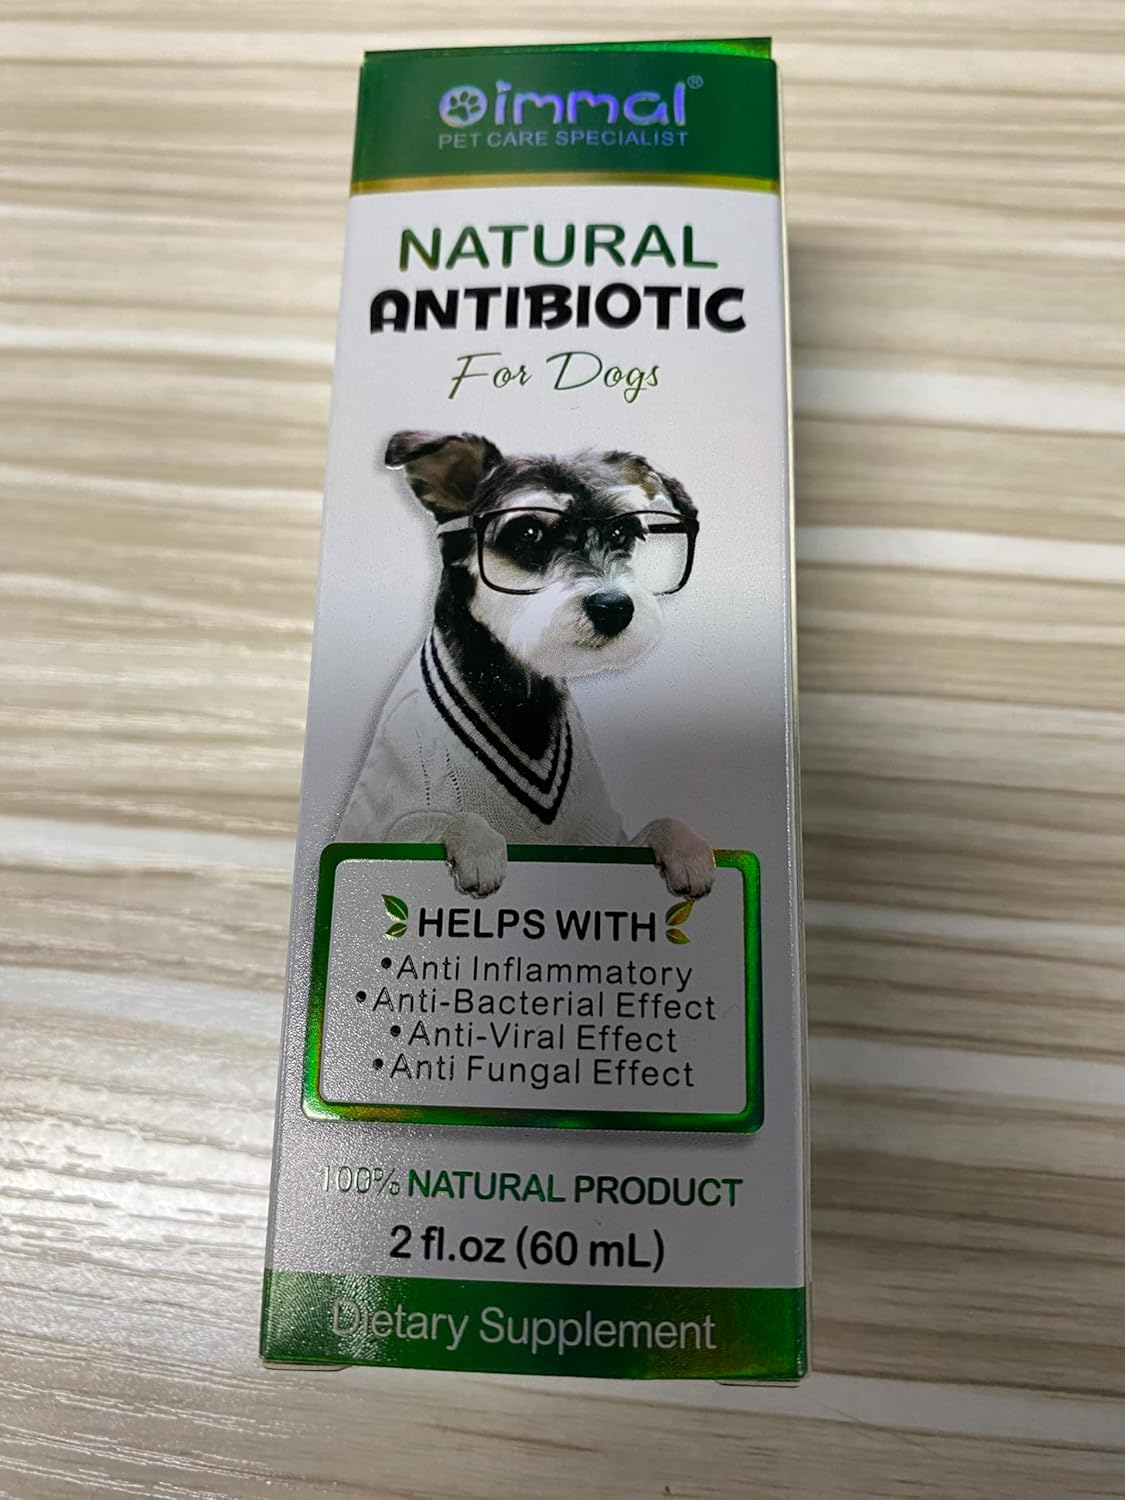 Oimmal®
PET CARE SPECIALIST
NATURAL
ANTIBIOTIC
For Dogs
HELPS WITH
•Anti Inflammatory
•Anti-Bacterial Effect
•Anti-Viral Effect
•Anti Fungal Effect
100% NATURAL PRODUCT
2 fl.oz (60 mL)
Dietary Supplement